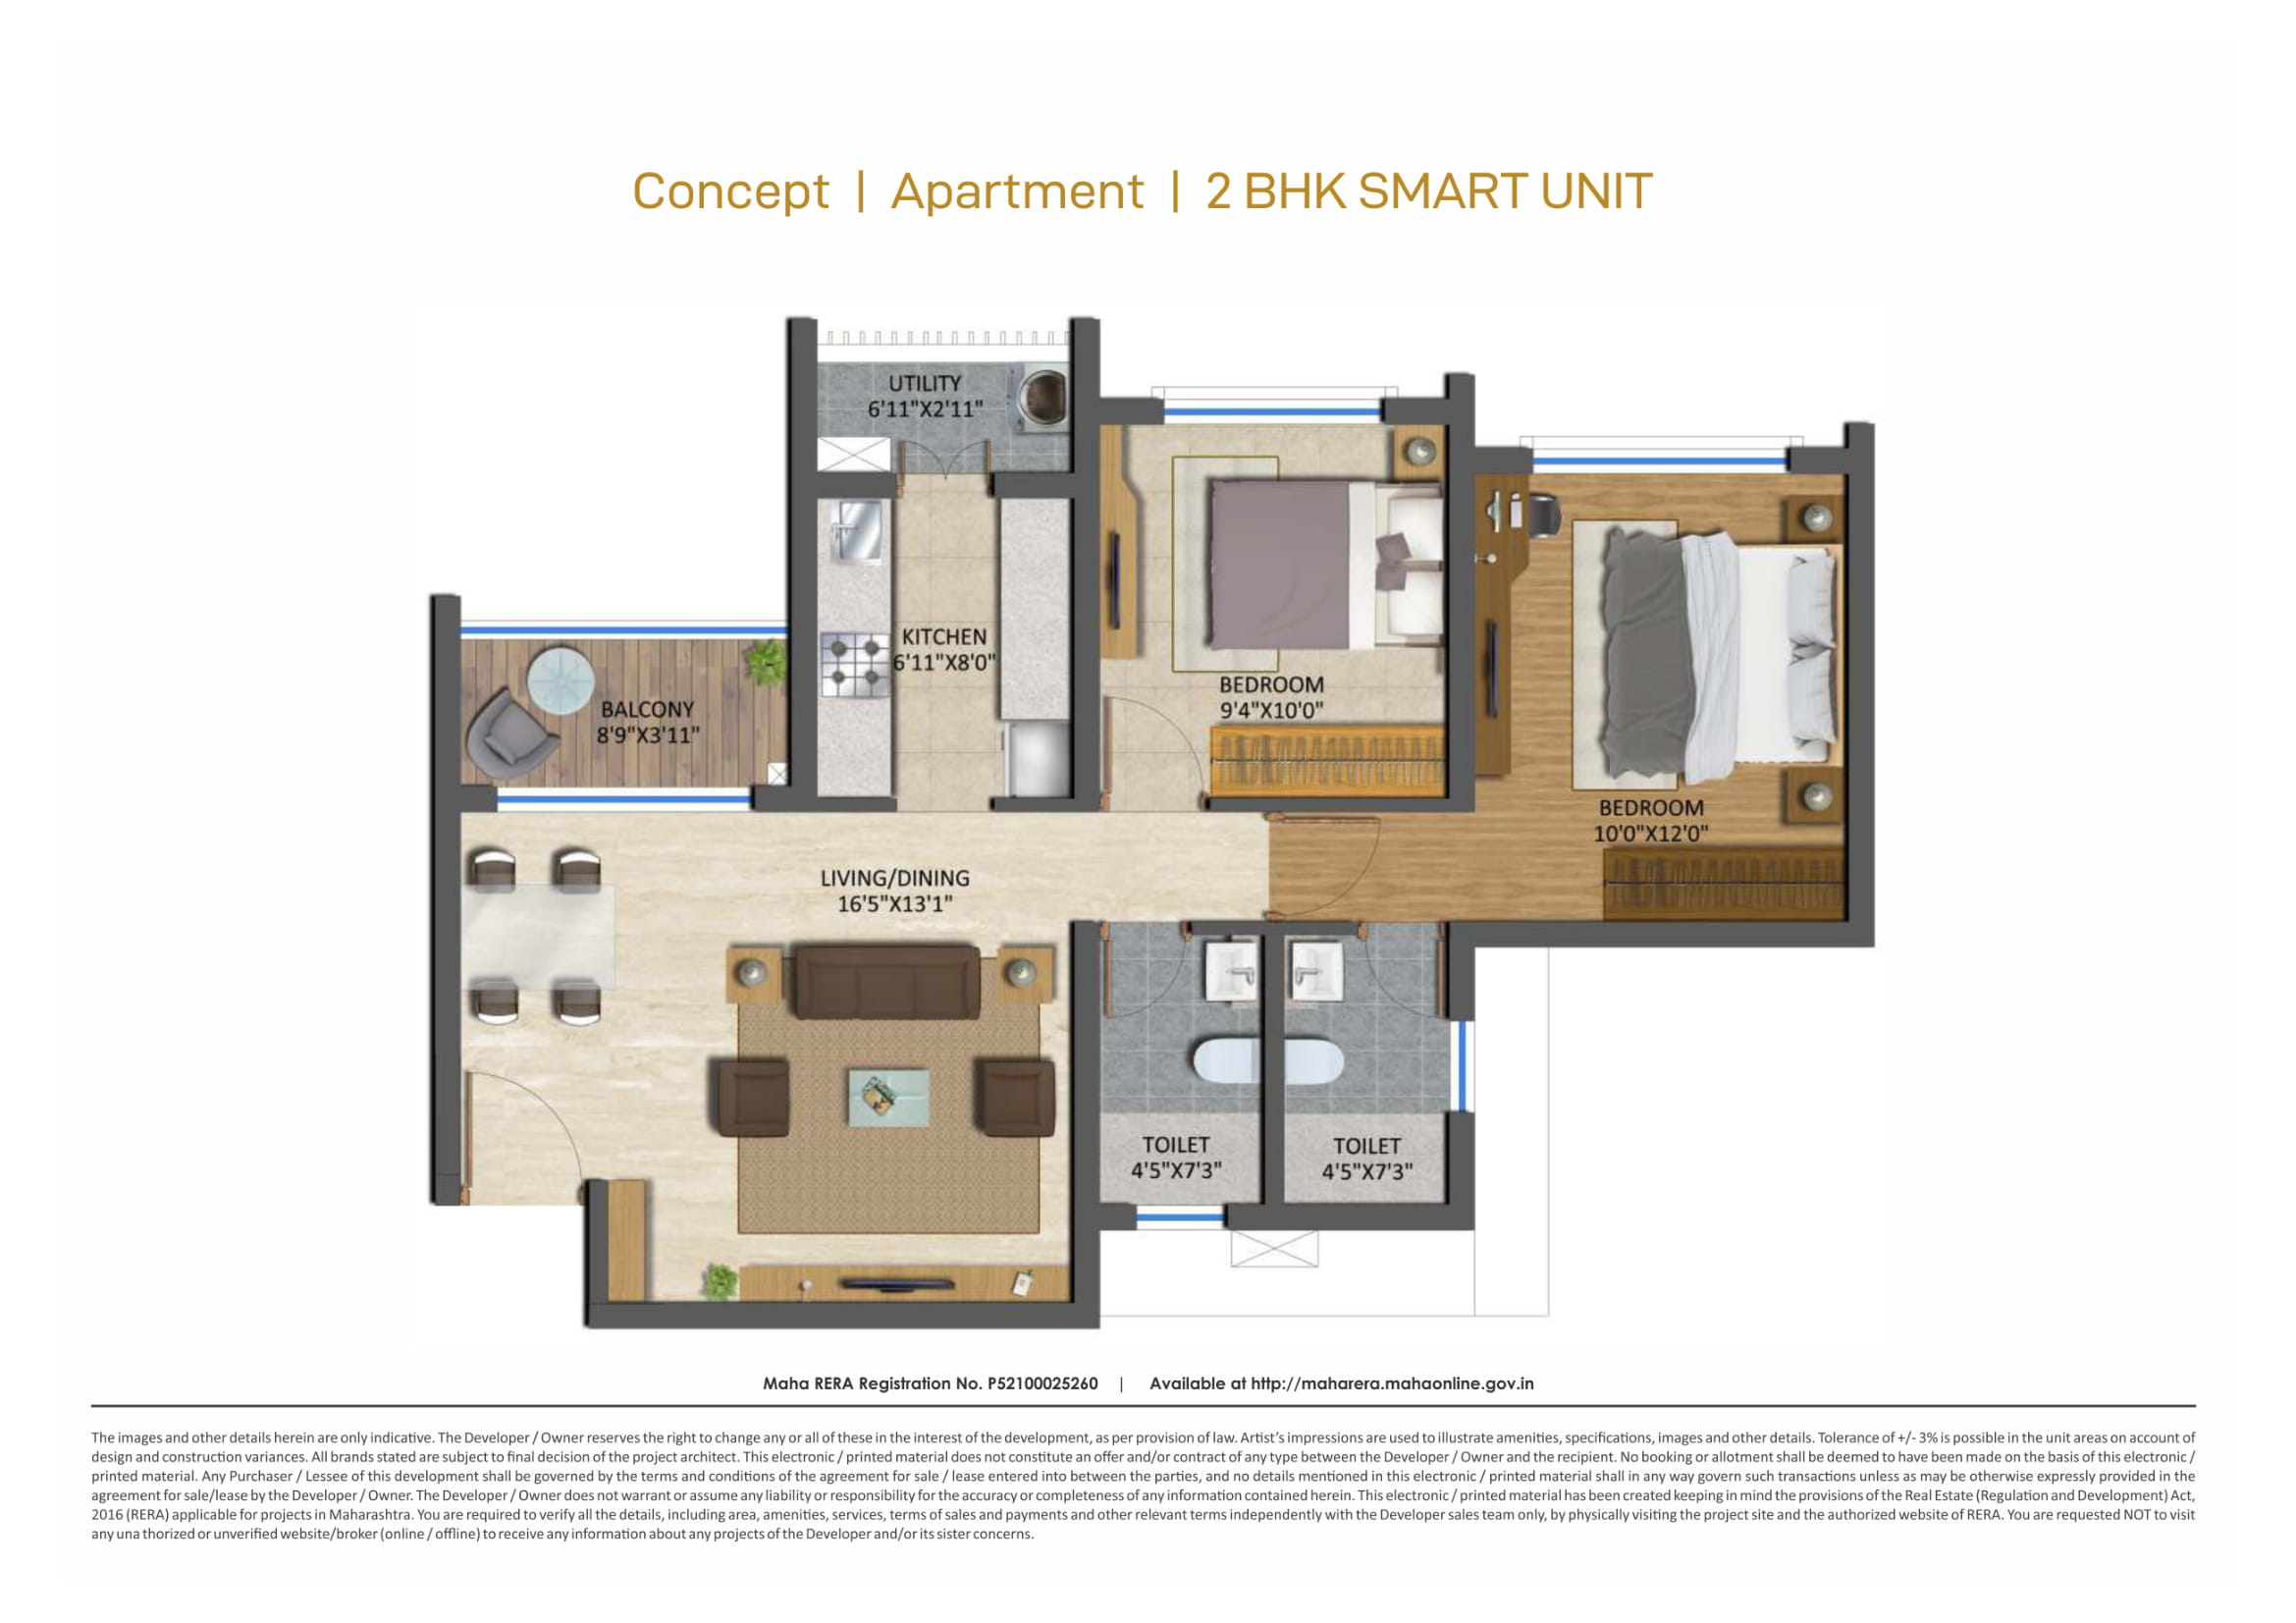 Concept | Apartment | 2 BHK SMART UNIT
UTILITY
6'11"X2'11"
KITCHEN
6'11"X8'0"
BEDROOM
9'4"X10'0"
BALCONY
8'9"X3'11"
BEDROOM
10'0"X12'0"
LIVING/DINING
16'5"X13'1"
TOILET
4'5"X7'3"
TOILET
4'5"X7'3"
Maha RERA Registration No. P52100025260 | Available at http://maharera.mahaonline.gov.in
The images and other details herein are only indicative. The Developer / Owner reserves the right to change any or all of these in the interest of the development, as per provision of law. Artist's impressions are used to illustrate amenities, specifications, images and other details. Tolerance of +/- 3% is possible in the unit areas on account of
design and construction variances. All brands stated are subject to final decision of the project architect. This electronic / printed material does not constitute an offer and/or contract of any type between the Developer / Owner and the recipient. No booking or allotment shall be deemed to have been made on the basis of this electronic /
printed material. Any Purchaser / Lessee of this development shall be governed by the terms and conditions of the agreement for sale / lease entered into between the parties, and no details mentioned in this electronic / printed material shall in any way govern such transactions unless as may be otherwise expressly provided in the
agreement for sale/lease by the Developer / Owner. The Developer / Owner does not warrant or assume any liability or responsibility for the accuracy or completeness of any information contained herein. This electronic / printed material has been created keeping in mind the provisions of the Real Estate (Regulation and Development) Act,
2016 (RERA) applicable for projects in Maharashtra. You are required to verify all the details, including area, amenities, services, terms of sales and payments and other relevant terms independently with the Developer sales team only, by physically visiting the project site and the authorized website of RERA. You are requested NOT to visit
any una thorized or unverified website/broker (online / offline) to receive any information about any projects of the Developer and/or its sister concerns.